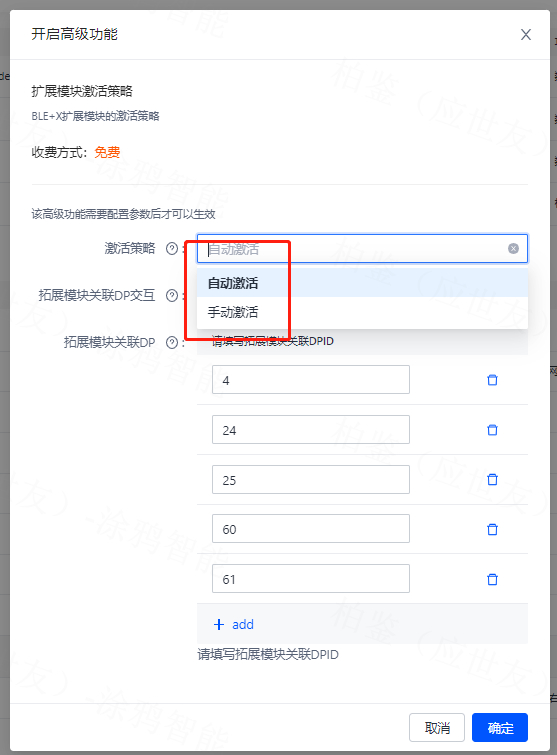 开启高级功能
扩展模块激活策略
BLE+X扩展模块的激活策略
收费方式：免费
该高级功能需要配置参数后才可以生效
激活策略 ? :
自动激活
自动激活
手动激活
拓展模块关联DP交互 ? :
拓展模块关联DP ? :
请填写拓展模块关联DPID
4
24
25
60
61
+ add
请填写拓展模块关联DPID
取消 确定